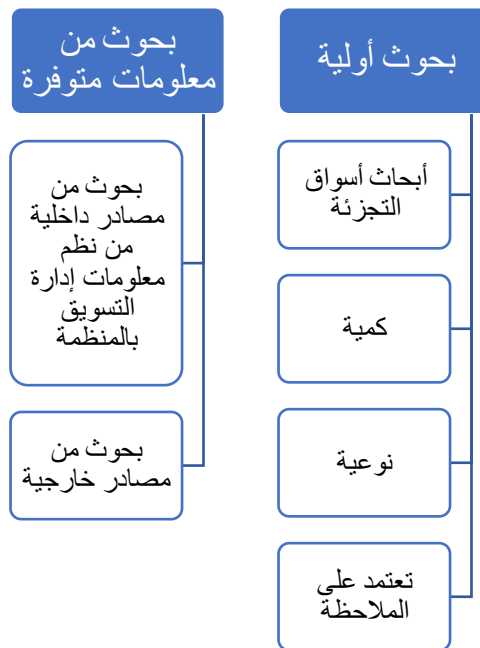 بحوث أولية
أبحاث أسواق
التجزئة
كمية
نوعية
تعتمد على
الملاحظة
بحوث من
معلومات متوفرة
بحوث من
مصادر داخلية
من نظم
معلومات إدارة
التسويق
بالمنظمة
بحوث من
مصادر خارجية